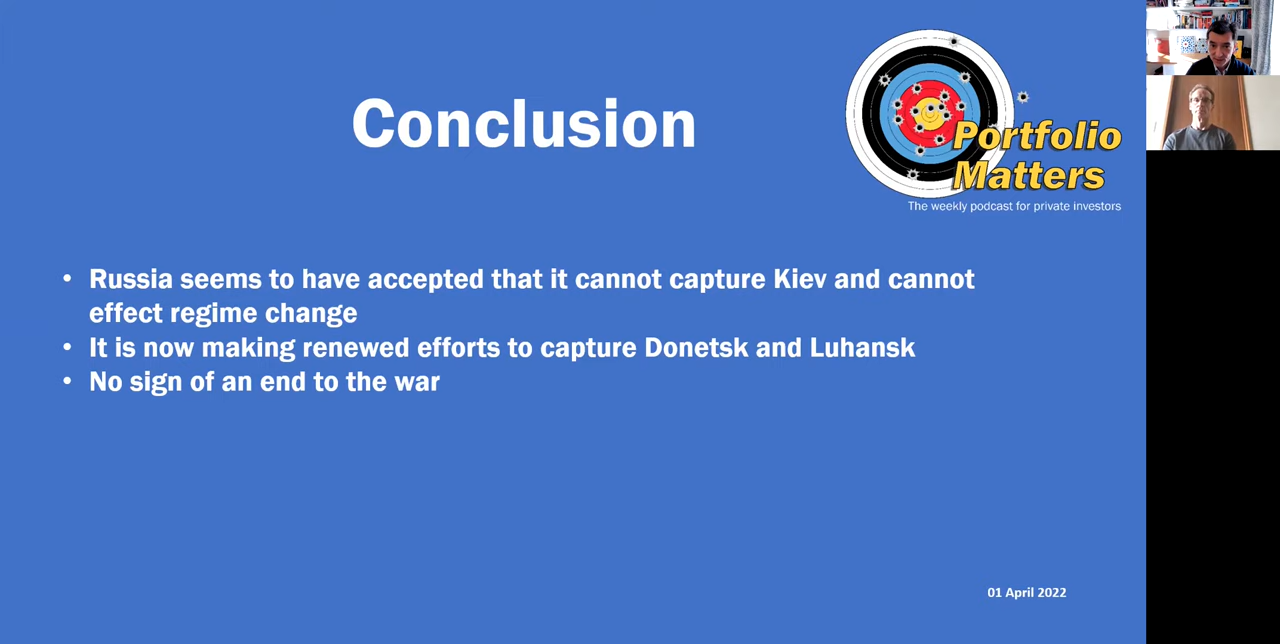 Conclusion
Portfolio
Matters
The weekly podcast for private investors
• Russia seems to have accepted that it cannot capture Kiev and cannot
effect regime change
• It is now making renewed efforts to capture Donetsk and Luhansk
• No sign of an end to the war
01 April 2022